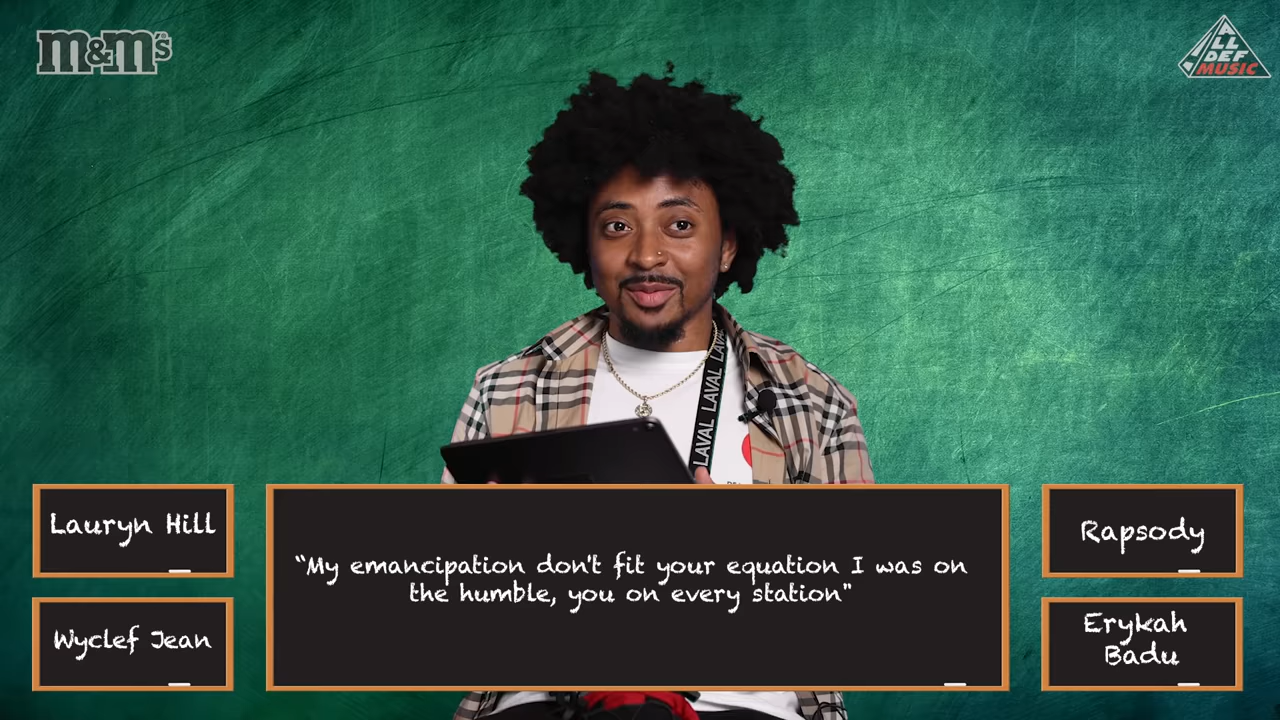 M&M's
ALL
DEF
MUSIC
LAVAL LAVAL LAVAL
Lauryn Hill
Wyclef Jean
“My emancipation don't fit your equation I was on
the humble, you on every station"
Rapsody
Erykah
Badu